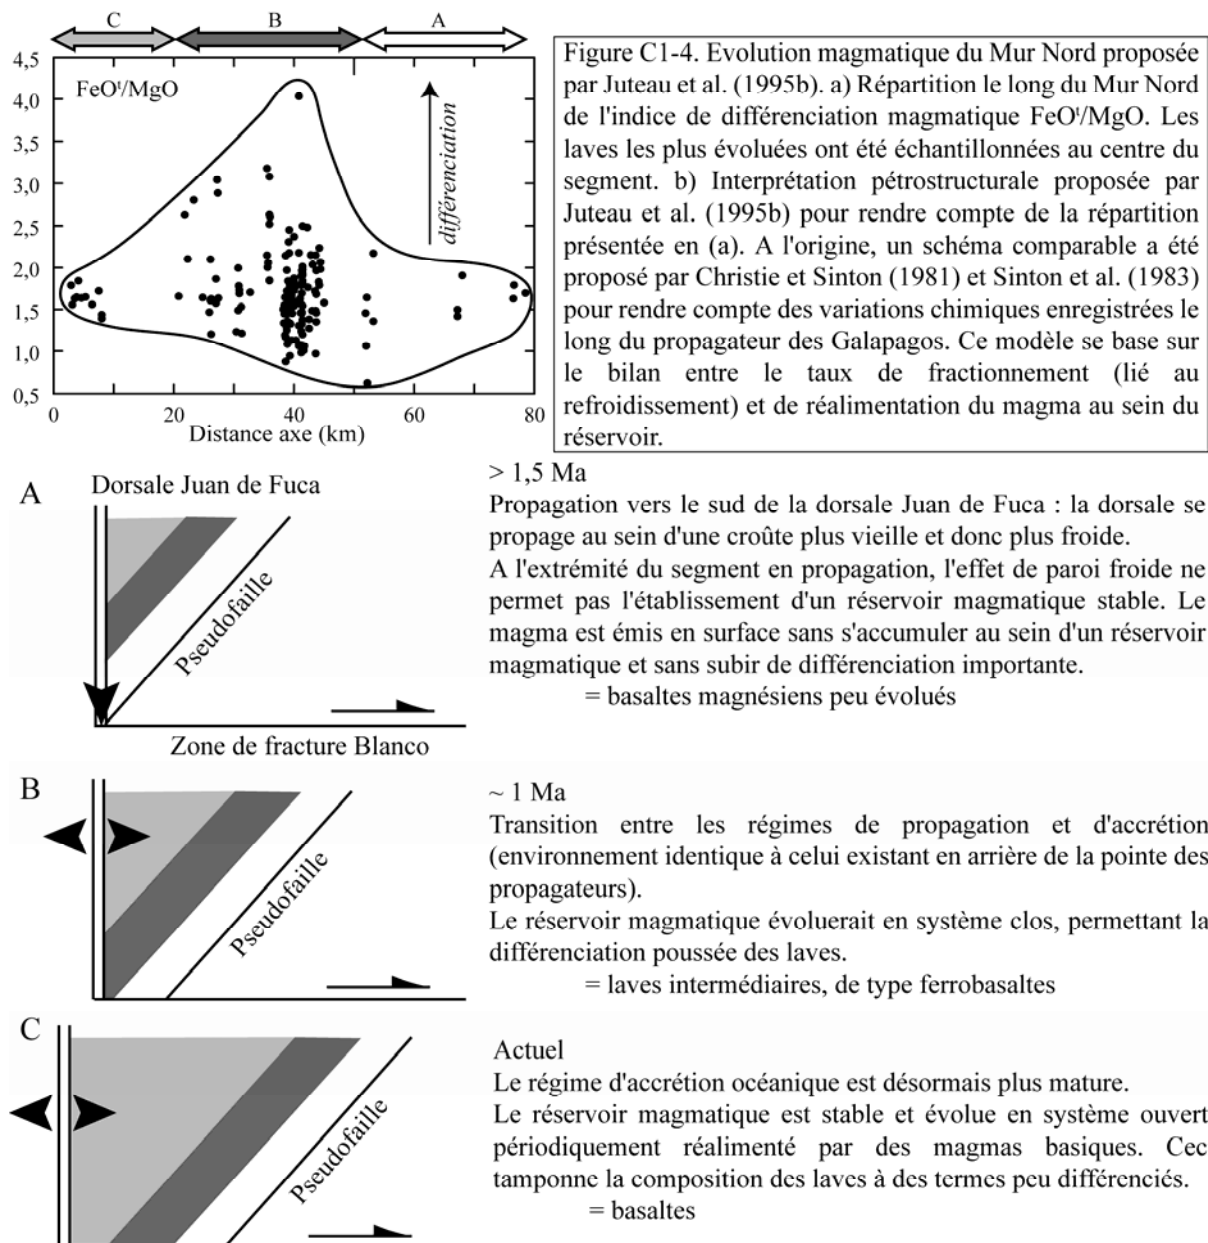 C B A
4,5
4,0
3,5
3,0
2,5
2,0
1,5
1,0
0,5
FeOᵗ/MgO
différenciation
0 20 40 60 80
Distance axe (km)
Figure C1-4. Evolution magmatique du Mur Nord proposée
par Juteau et al. (1995b). a) Répartition le long du Mur Nord
de l'indice de différenciation magmatique FeOᵗ/MgO. Les
laves les plus évoluées ont été échantillonnées au centre du
segment. b) Interprétation pétrostructurale proposée par
Juteau et al. (1995b) pour rendre compte de la répartition
présentée en (a). A l'origine, un schéma comparable a été
proposé par Christie et Sinton (1981) et Sinton et al. (1983)
pour rendre compte des variations chimiques enregistrées le
long du propagateur des Galapagos. Ce modèle se base sur
le bilan entre le taux de fractionnement (lié au
refroidissement) et de réalimentation du magma au sein du
réservoir.
A
Dorsale Juan de Fuca
Pseudofaille
Zone de fracture Blanco
> 1,5 Ma
Propagation vers le sud de la dorsale Juan de Fuca : la dorsale se
propage au sein d'une croûte plus vieille et donc plus froide.
A l'extrémité du segment en propagation, l'effet de paroi froide ne
permet pas l'établissement d'un réservoir magmatique stable. Le
magma est émis en surface sans s'accumuler au sein d'un réservoir
magmatique et sans subir de différenciation importante.
= basaltes magnésiens peu évolués
B
Pseudofaille
~ 1 Ma
Transition entre les régimes de propagation et d'accrétion
(environnement identique à celui existant en arrière de la pointe des
propagateurs).
Le réservoir magmatique évoluerait en système clos, permettant la
différenciation poussée des laves.
= laves intermédiaires, de type ferrobasaltes
C
Pseudofaille
Actuel
Le régime d'accrétion océanique est désormais plus mature.
Le réservoir magmatique est stable et évolue en système ouvert
périodiquement réalimenté par des magmas basiques. Cec
tamponne la composition des laves à des termes peu différenciés.
= basaltes